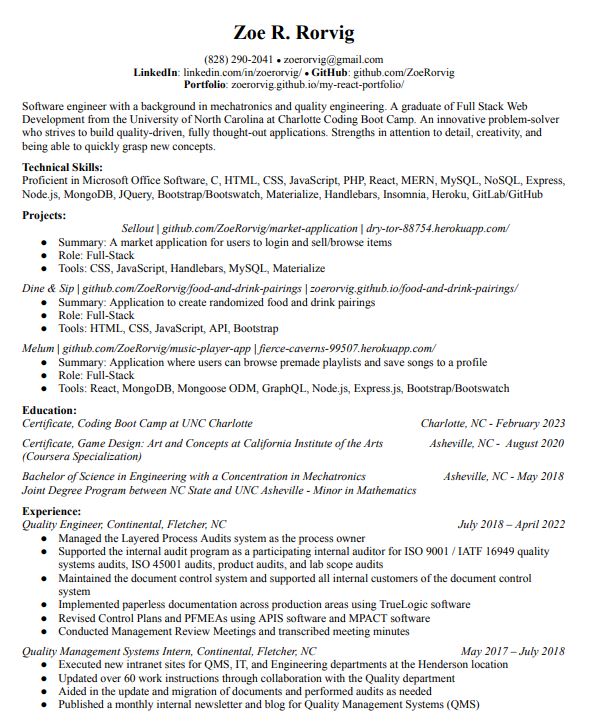 Zoe R. Rorvig
(828) 290-2041 ● zoerorvig@gmail.com
LinkedIn: linkedin.com/in/zoerorvig/ ● GitHub: github.com/ZoeRorvig
Portfolio: zoerorvig.github.io/my-react-portfolio/
Software engineer with a background in mechatronics and quality engineering. A graduate of Full Stack Web
Development from the University of North Carolina at Charlotte Coding Boot Camp. An innovative problem-solver
who strives to build quality-driven, fully thought-out applications. Strengths in attention to detail, creativity, and
being able to quickly grasp new concepts.
Technical Skills:
Proficient in Microsoft Office Software, C, HTML, CSS, JavaScript, PHP, React, MERN, MySQL, NoSQL, Express,
Node.js, MongoDB, JQuery, Bootstrap/Bootswatch, Materialize, Handlebars, Insomnia, Heroku, GitLab/GitHub
Projects:
Sellout | github.com/ZoeRorvig/market-application | dry-tor-88754.herokuapp.com/
● Summary: A market application for users to login and sell/browse items
● Role: Full-Stack
● Tools: CSS, JavaScript, Handlebars, MySQL, Materialize
Dine & Sip | github.com/ZoeRorvig/food-and-drink-pairings | zoerorvig.github.io/food-and-drink-pairings/
● Summary: Application to create randomized food and drink pairings
● Role: Full-Stack
● Tools: HTML, CSS, JavaScript, API, Bootstrap
Melum | github.com/ZoeRorvig/music-player-app | fierce-caverns-99507.herokuapp.com/
● Summary: Application where users can browse premade playlists and save songs to a profile
● Role: Full-Stack
● Tools: React, MongoDB, Mongoose ODM, GraphQL, Node.js, Express.js, Bootstrap/Bootswatch
Education:
Certificate, Coding Boot Camp at UNC Charlotte Charlotte, NC - February 2023
Certificate, Game Design: Art and Concepts at California Institute of the Arts Asheville, NC - August 2020
(Coursera Specialization)
Bachelor of Science in Engineering with a Concentration in Mechatronics Asheville, NC - May 2018
Joint Degree Program between NC State and UNC Asheville - Minor in Mathematics
Experience:
Quality Engineer, Continental, Fletcher, NC July 2018 – April 2022
● Managed the Layered Process Audits system as the process owner
● Supported the internal audit program as a participating internal auditor for ISO 9001 / IATF 16949 quality
systems audits, ISO 45001 audits, product audits, and lab scope audits
● Maintained the document control system and supported all internal customers of the document control
system
● Implemented paperless documentation across production areas using TrueLogic software
● Revised Control Plans and PFMEAs using APIS software and MPACT software
● Conducted Management Review Meetings and transcribed meeting minutes
Quality Management Systems Intern, Continental, Fletcher, NC May 2017 – July 2018
● Executed new intranet sites for QMS, IT, and Engineering departments at the Henderson location
● Updated over 60 work instructions through collaboration with the Quality department
● Aided in the update and migration of documents and performed audits as needed
● Published a monthly internal newsletter and blog for Quality Management Systems (QMS)